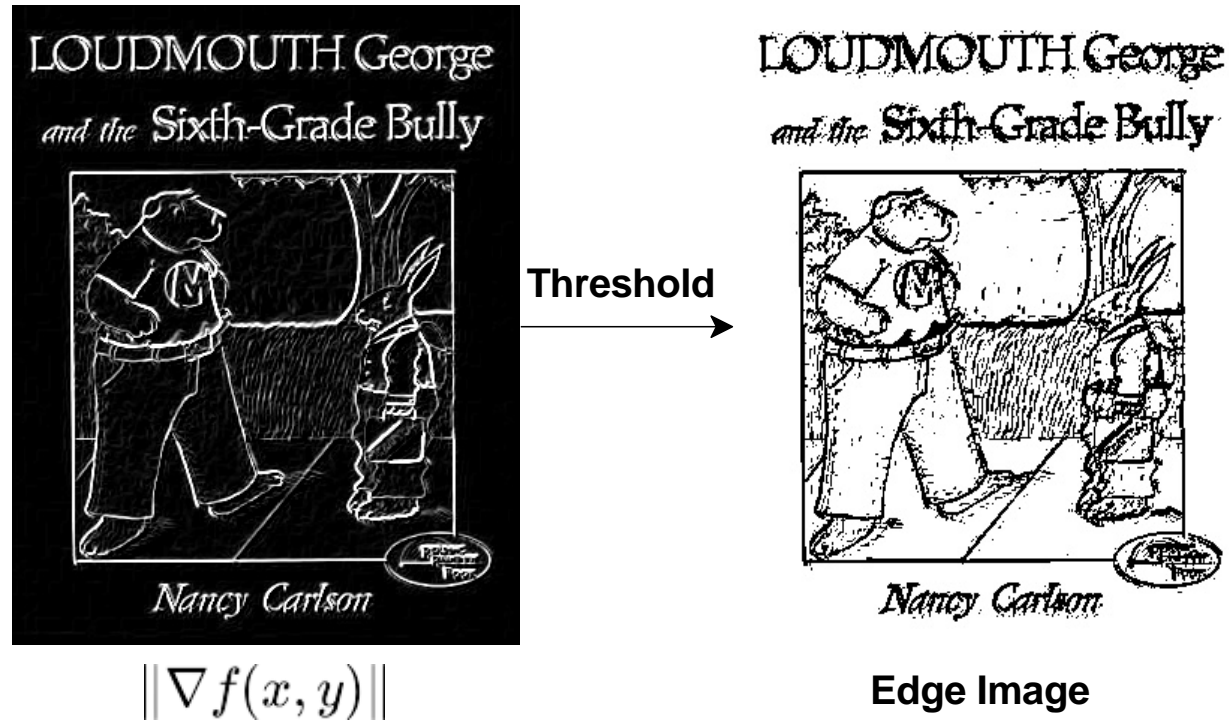 LOUDMOUTH George
and the Sixth-Grade Bully
M
Nancy Carlson
‖∇f(x, y)‖
Threshold
LOUDMOUTH George
and the Sixth-Grade Bully
M
Nancy Carlson
Edge Image